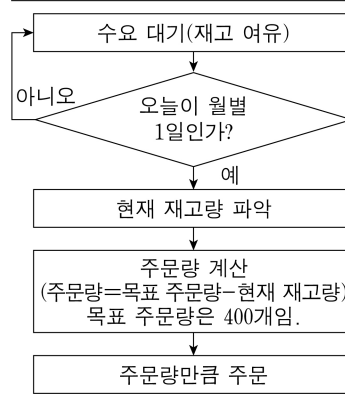 수요 대기(재고 여유)
아니오
오늘이 월별
1일인가?
예
현재 재고량 파악
주문량 계산
(주문량=목표 주문량-현재 재고량)
목표 주문량은 400개임.
주문량만큼 주문